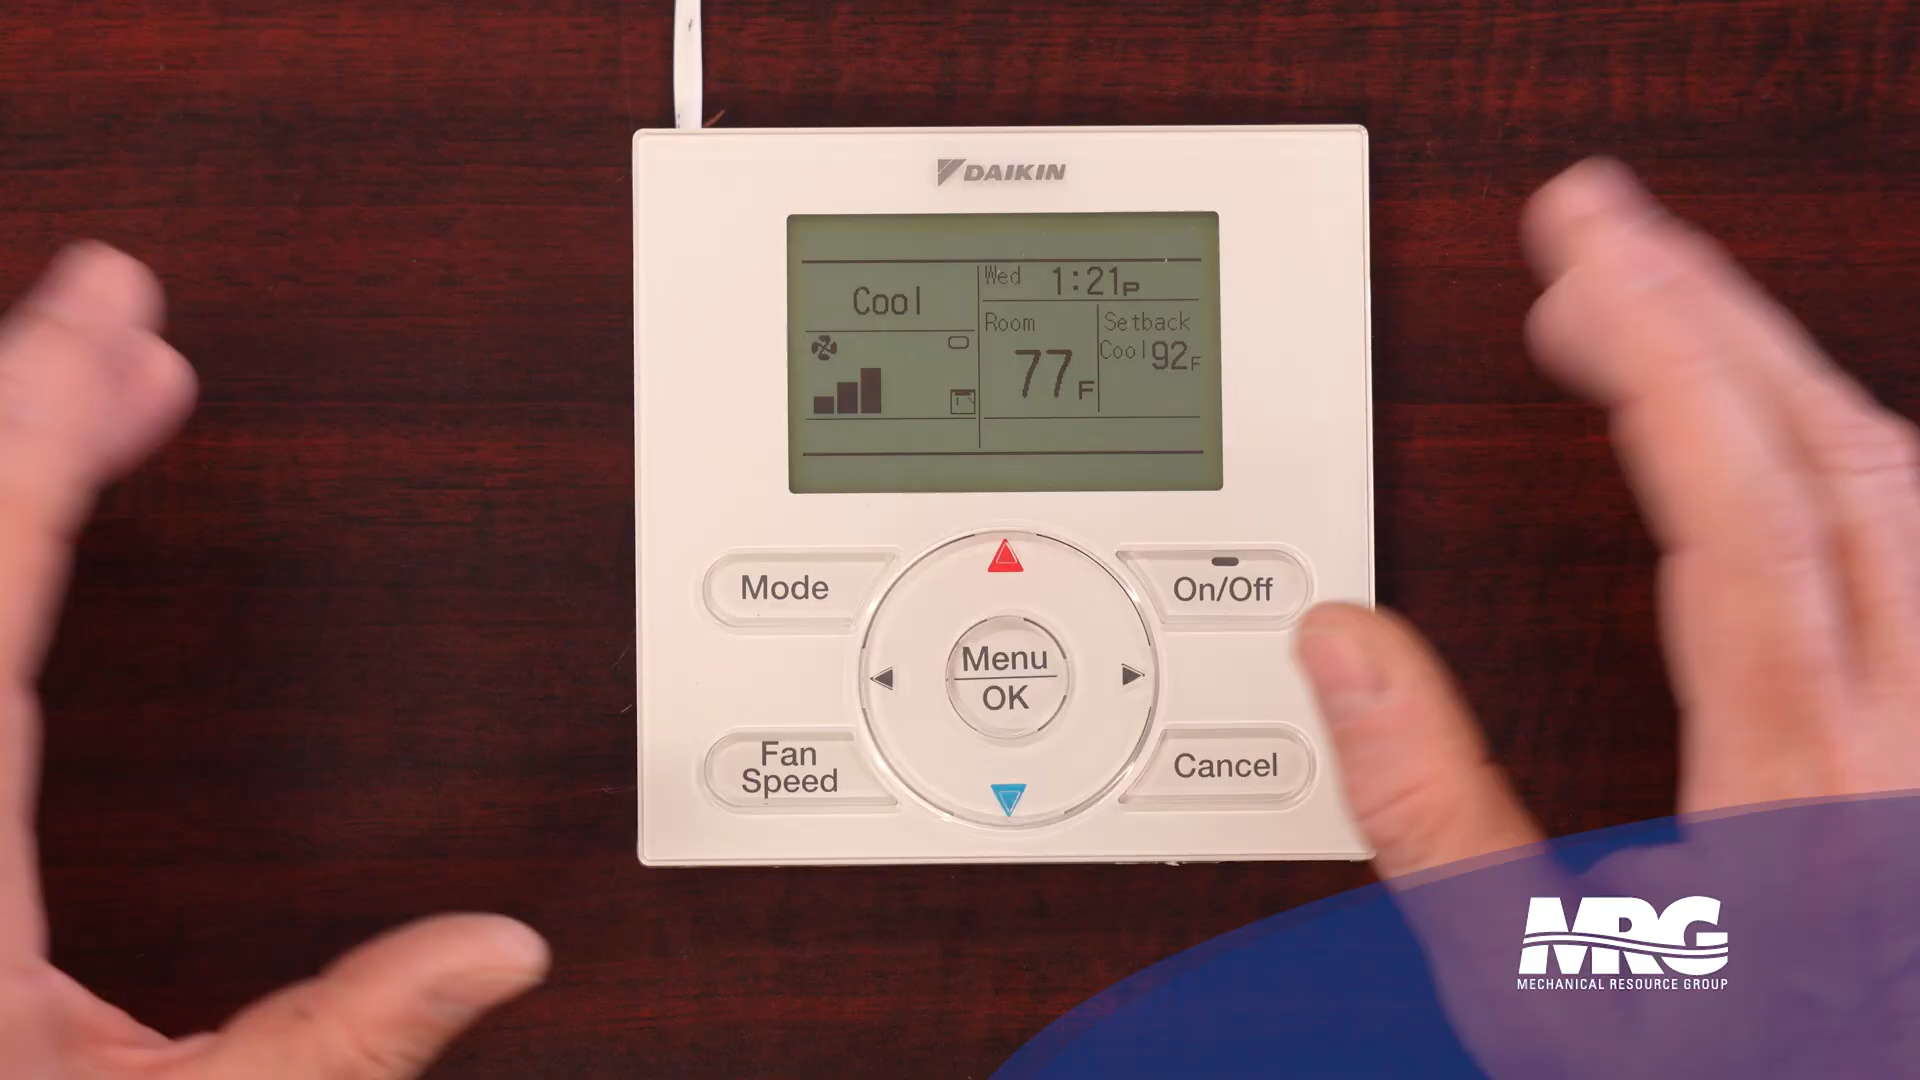 DAIKIN
Cool
Wed 1:21P
Room
77F
Setback
Cool 92F
Mode
On/Off
Menu
OK
Fan
Speed
Cancel
MRG
MECHANICAL RESOURCE GROUP